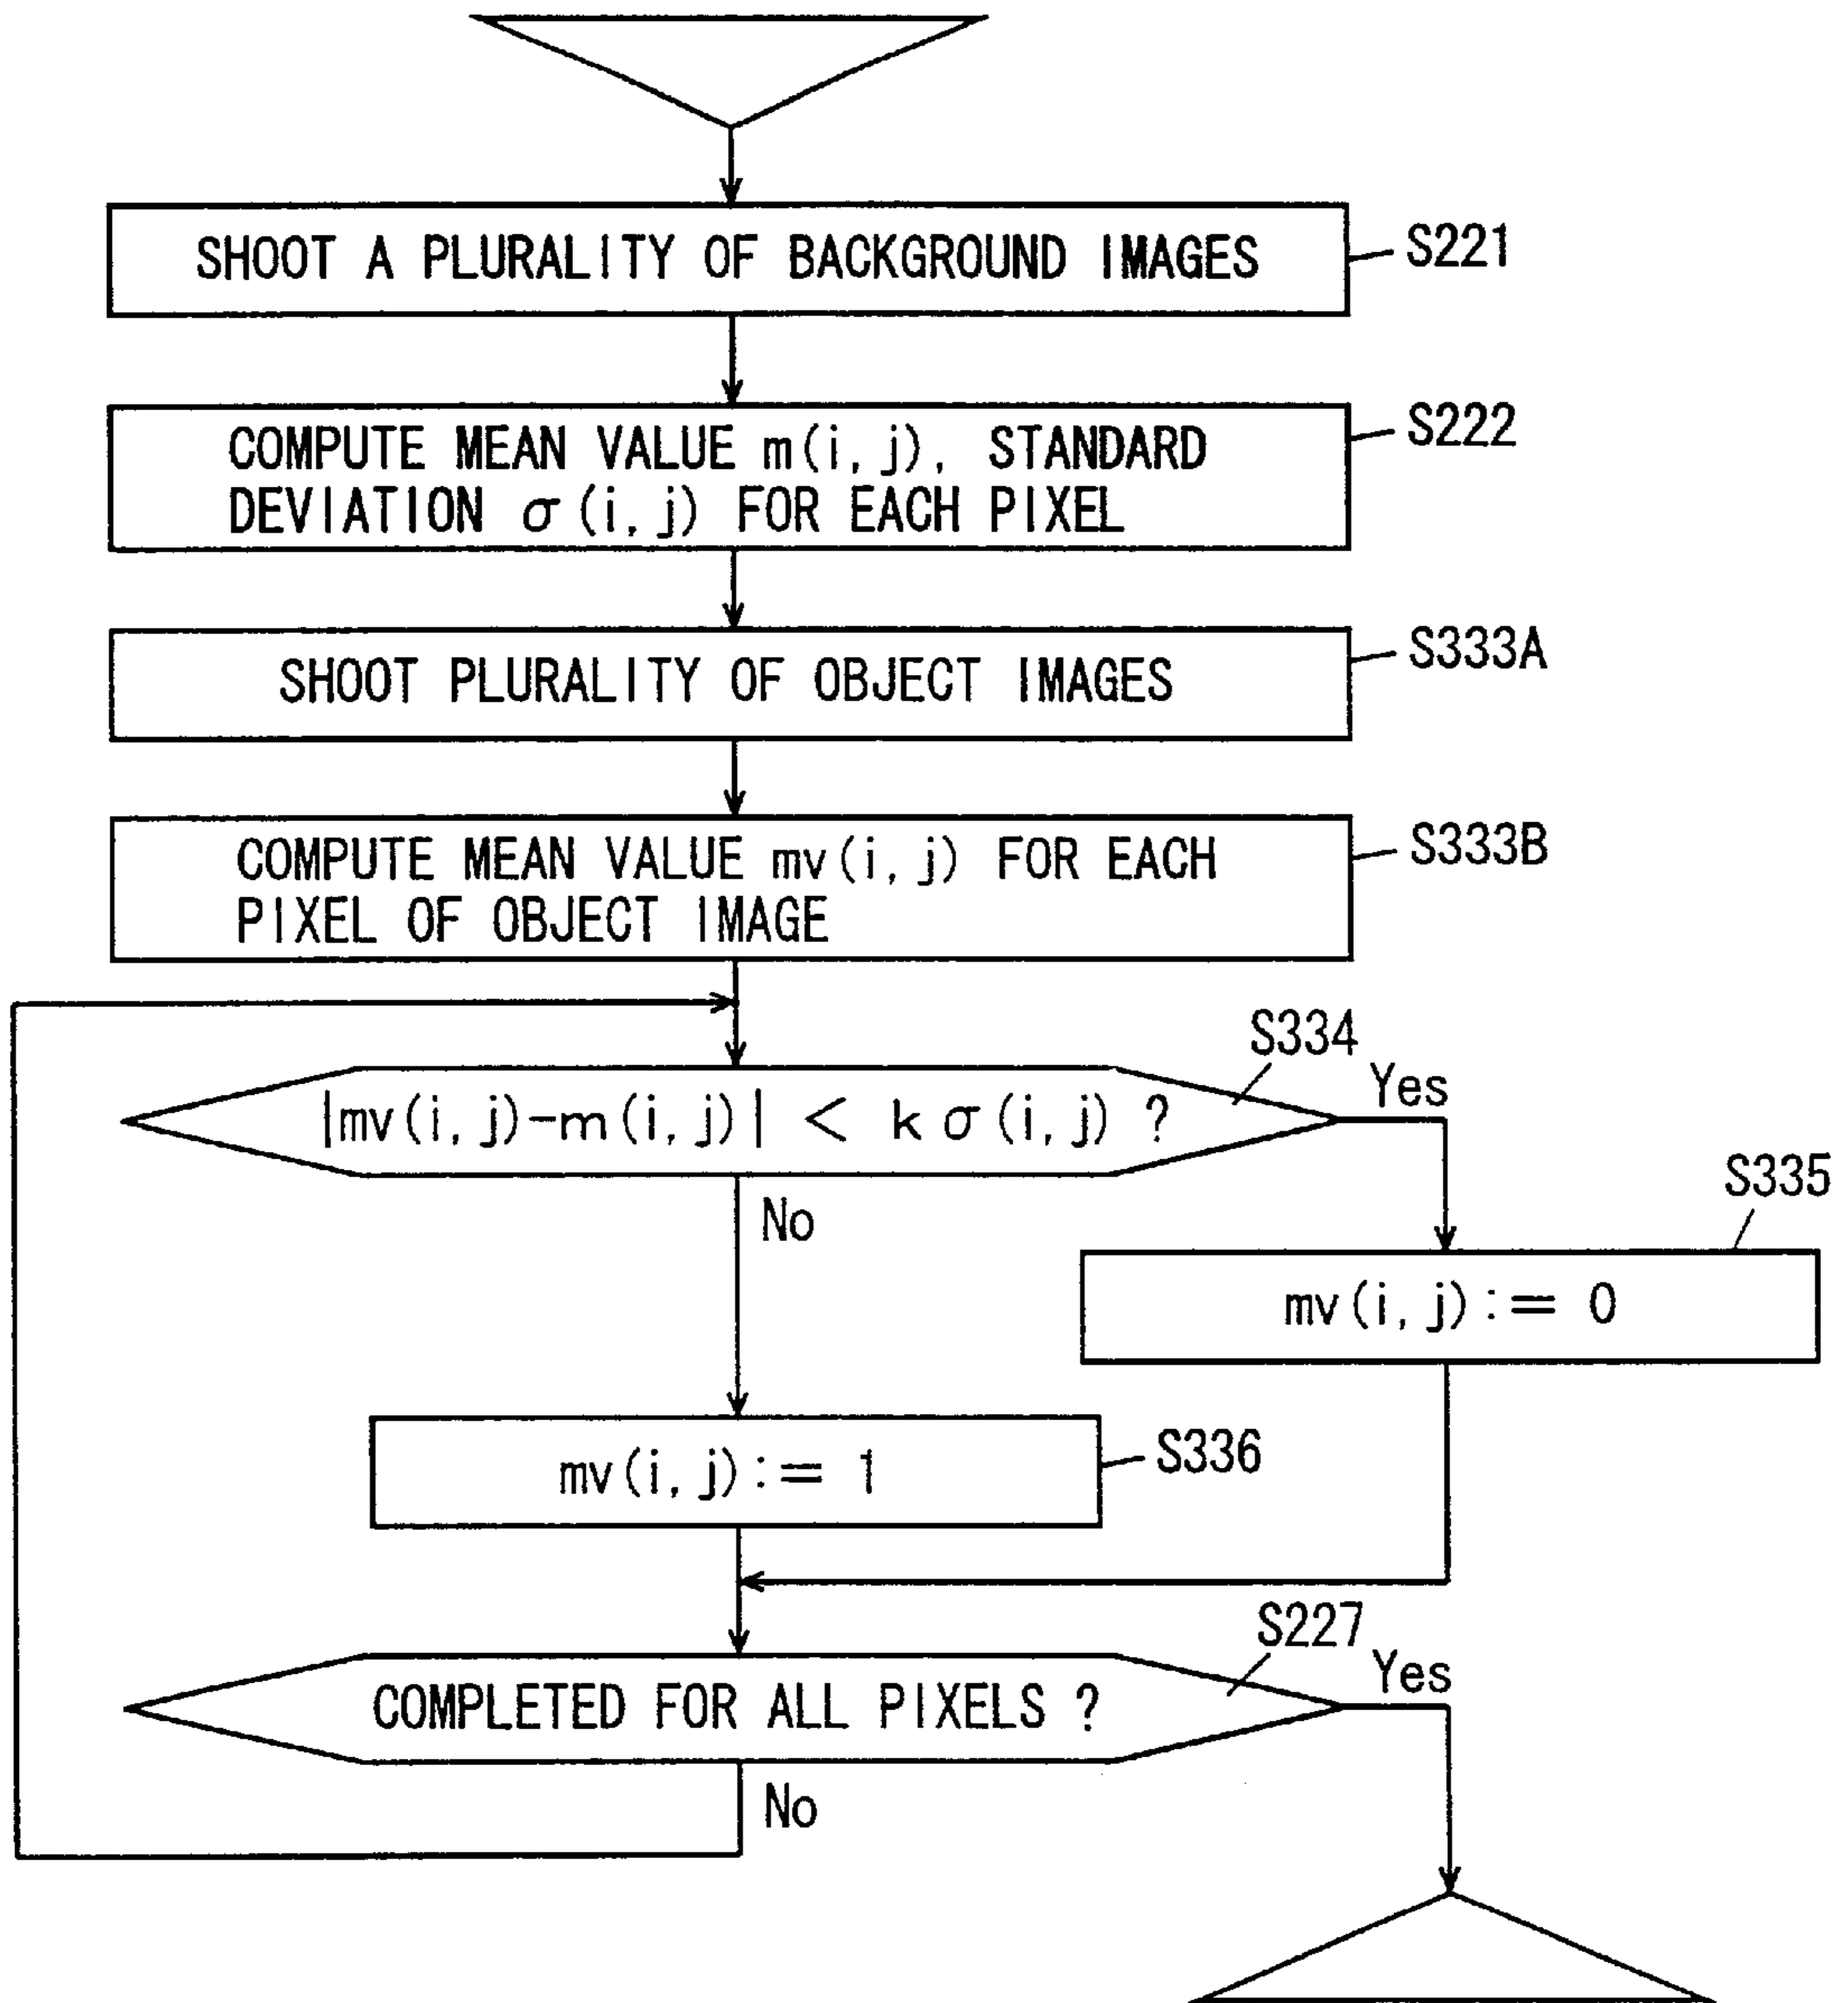 SHOOT A PLURALITY OF BACKGROUND IMAGES
S221
COMPUTE MEAN VALUE m(i,j), STANDARD
DEVIATION σ(i,j) FOR EACH PIXEL
S222
SHOOT PLURALITY OF OBJECT IMAGES
S333A
COMPUTE MEAN VALUE mv(i,j) FOR EACH
PIXEL OF OBJECT IMAGE
S333B
S334
|mv(i,j)-m(i,j)| < kσ(i,j) ?
Yes
No
S335
mv(i,j):= 0
mv(i,j):= 1
S336
S227
COMPLETED FOR ALL PIXELS ?
Yes
No